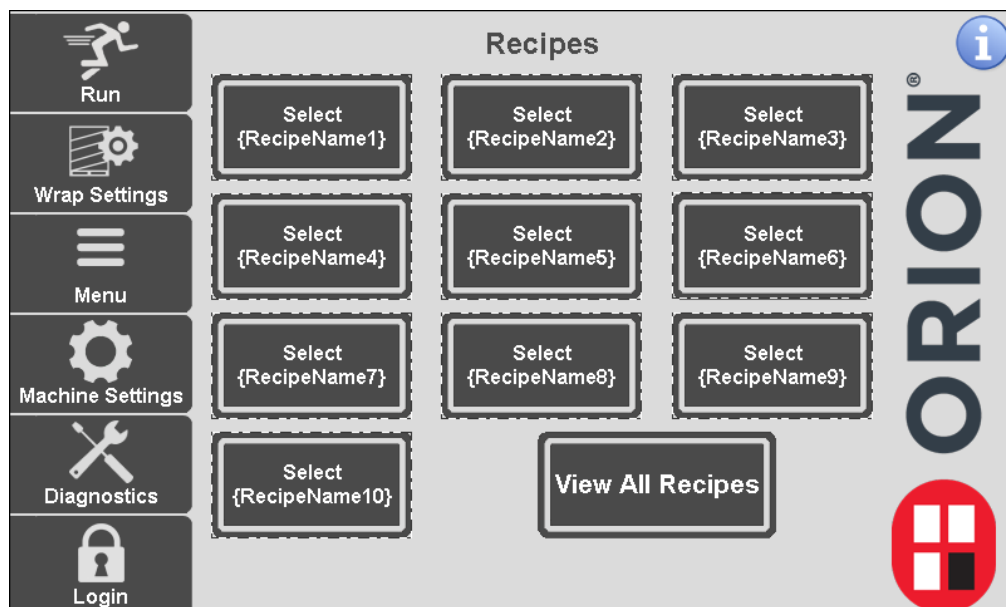 Recipes
Run
Wrap Settings
Menu
Machine Settings
Diagnostics
Login
Select
{RecipeName1}
Select
{RecipeName2}
Select
{RecipeName3}
Select
{RecipeName4}
Select
{RecipeName5}
Select
{RecipeName6}
Select
{RecipeName7}
Select
{RecipeName8}
Select
{RecipeName9}
Select
{RecipeName10}
View All Recipes
i
ORION®